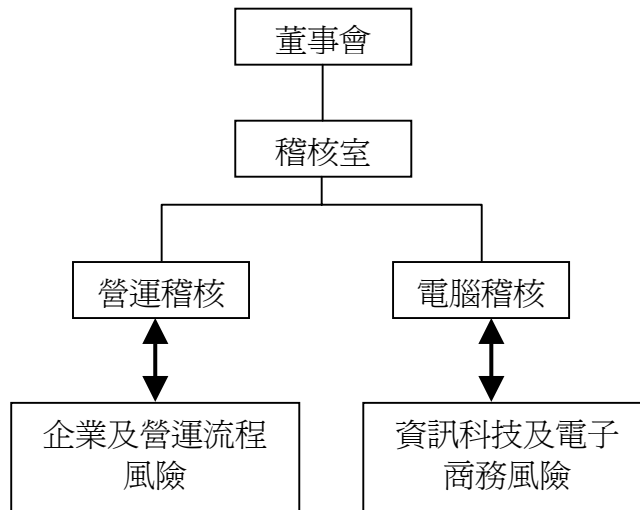 董事會
稽核室
營運稽核
電腦稽核
企業及營運流程
風險
資訊科技及電子
商務風險